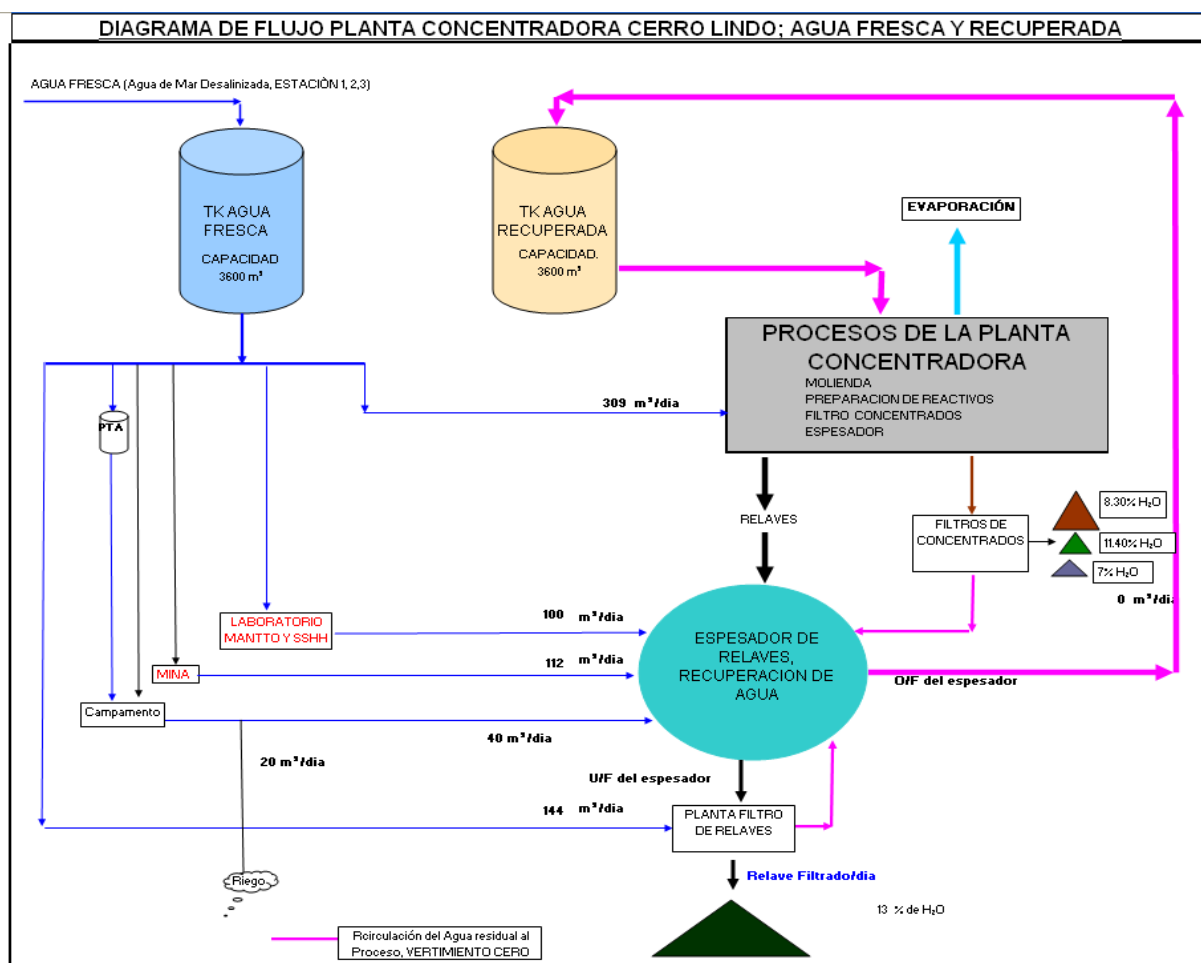 DIAGRAMA DE FLUJO PLANTA CONCENTRADORA CERRO LINDO; AGUA FRESCA Y RECUPERADA
AGUA FRESCA (Agua de Mar Desalinizada, ESTACIÒN 1, 2,3)
TK AGUA
FRESCA
CAPACIDAD
3600 m³
TK AGUA
RECUPERADA
CAPACIDAD.
3600 m³
EVAPORACIÓN
PROCESOS DE LA PLANTA
CONCENTRADORA
MOLIENDA
PREPARACION DE REACTIVOS
FILTRO CONCENTRADOS
ESPESADOR
309 m³/dia
PTA
RELAVES
FILTROS DE
CONCENTRADOS
8.30% H₂O
11.40% H₂O
7% H₂O
0 m³/dia
LABORATORIO
MANTTO Y SSHH
100 m³/dia
MINA
112 m³/dia
ESPESADOR DE
RELAVES,
RECUPERACION DE
AGUA
O/F del espesador
Campamento
40 m³/dia
20 m³/dia
U/F del espesador
144 m³/dia
PLANTA FILTRO
DE RELAVES
Riego
Relave Filtrado/dia
13 % de H₂O
Rcirculación del Agua residual al
Proceso, VERTIMIENTO CERO